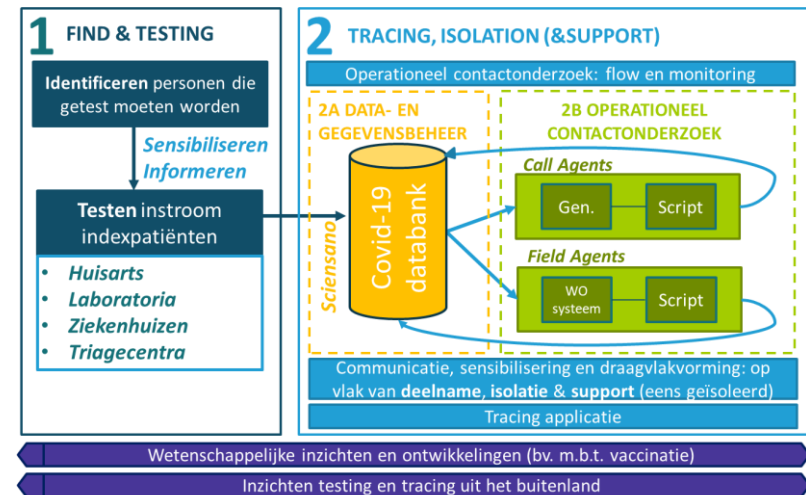 1 FIND & TESTING
Identificeren personen die
getest moeten worden
Sensibiliseren
Informeren
Testen instroom
indexpatiënten
• Huisarts
• Laboratoria
• Ziekenhuizen
• Triagecentra
2 TRACING, ISOLATION (&SUPPORT)
Operationeel contactonderzoek: flow en monitoring
2A DATA- EN
GEGEVENSBEHEER
Sciensano
Covid-19
databank
2B OPERATIONEEL
CONTACTONDERZOEK
Call Agents
Gen.
Script
Field Agents
WO
systeem
Script
Communicatie, sensibilisering en draagvlakvorming: op
vlak van deelname, isolatie & support (eens geïsoleerd)
Tracing applicatie
Wetenschappelijke inzichten en ontwikkelingen (bv. m.b.t. vaccinatie)
Inzichten testing en tracing uit het buitenland